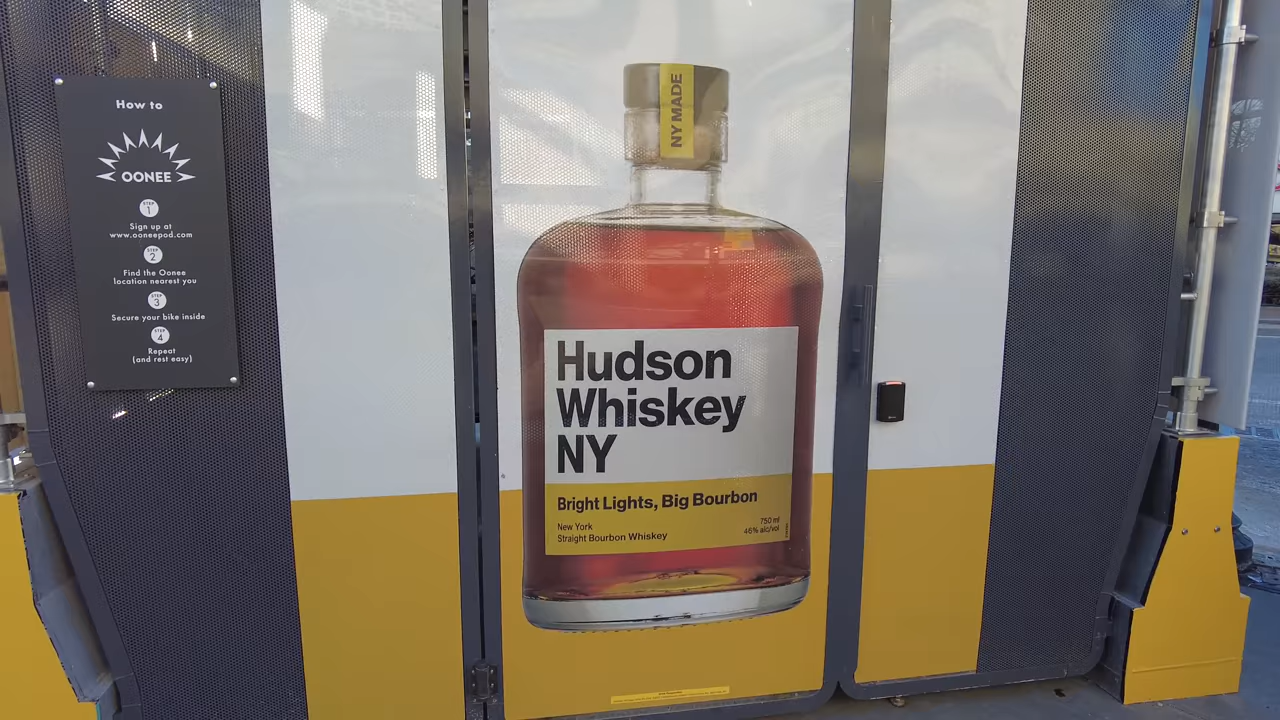 How to
OONEE
STEP
1
Sign up at
www.ooneepod.com
STEP
2
Find the Oonee
location nearest you
STEP
3
Secure your bike inside
STEP
4
Repeat
(and rest easy)
NY MADE
Hudson
Whiskey
NY
Bright Lights, Big Bourbon
New York
Straight Bourbon Whiskey
750 ml
46% alc/vol